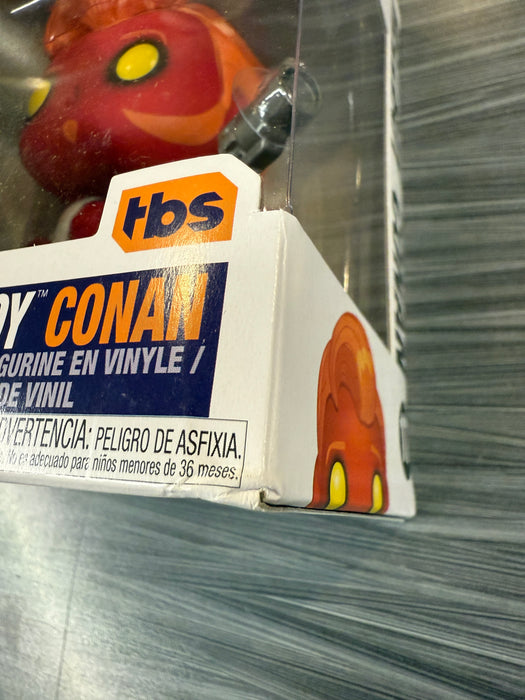 tbs
OY™ CONAN
GURINE EN VINYLE /
DE VINIL
ADVERTENCIA: PELIGRO DE ASFIXIA.
No es adecuado para niños menores de 36 meses.